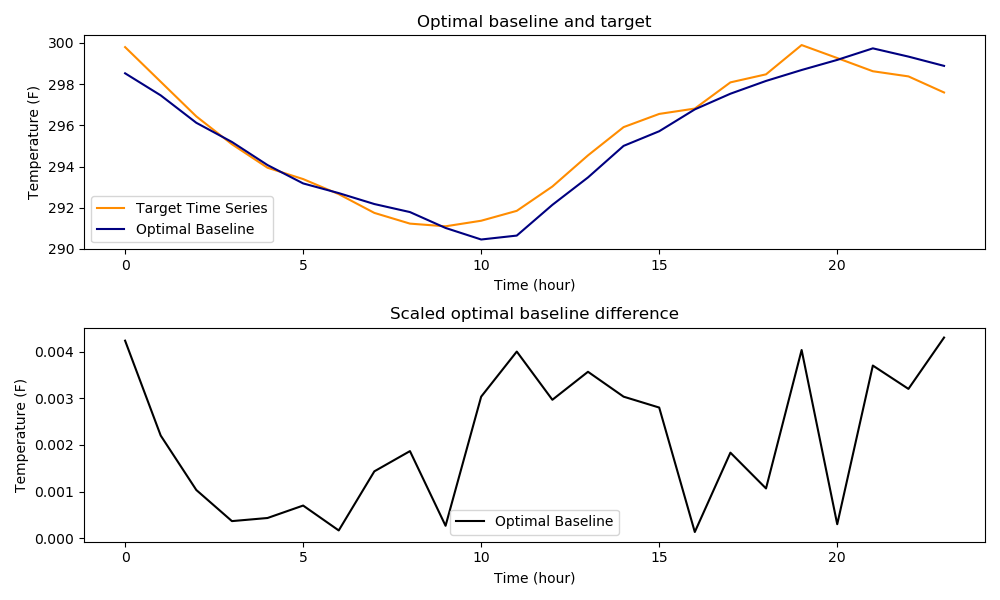 Optimal baseline and target
Temperature (F)
300
298
296
294
292
290
Target Time Series
Optimal Baseline
0 5 10 15 20
Time (hour)
Scaled optimal baseline difference
Temperature (F)
0.004
0.003
0.002
0.001
0.000
Optimal Baseline
0 5 10 15 20
Time (hour)